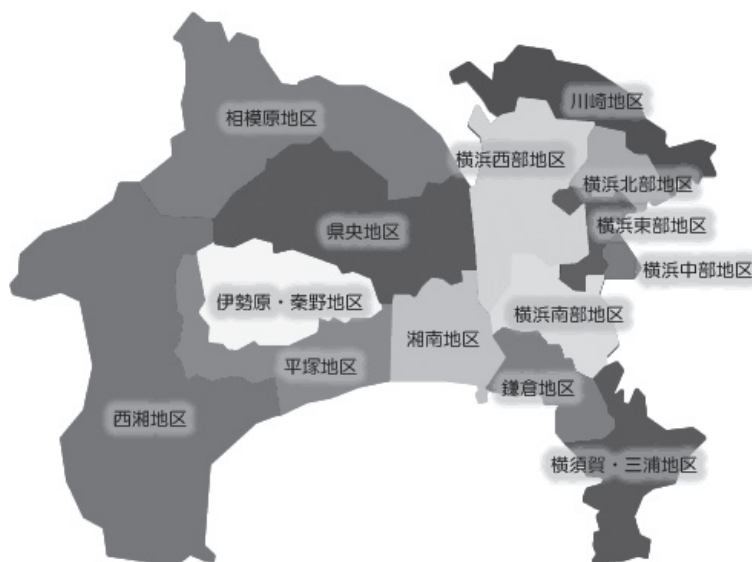 川崎地区
相模原地区
横浜西部地区
横浜北部地区
県央地区
横浜東部地区
横浜中部地区
伊勢原・秦野地区
横浜南部地区
湘南地区
平塚地区
鎌倉地区
西湘地区
横須賀・三浦地区